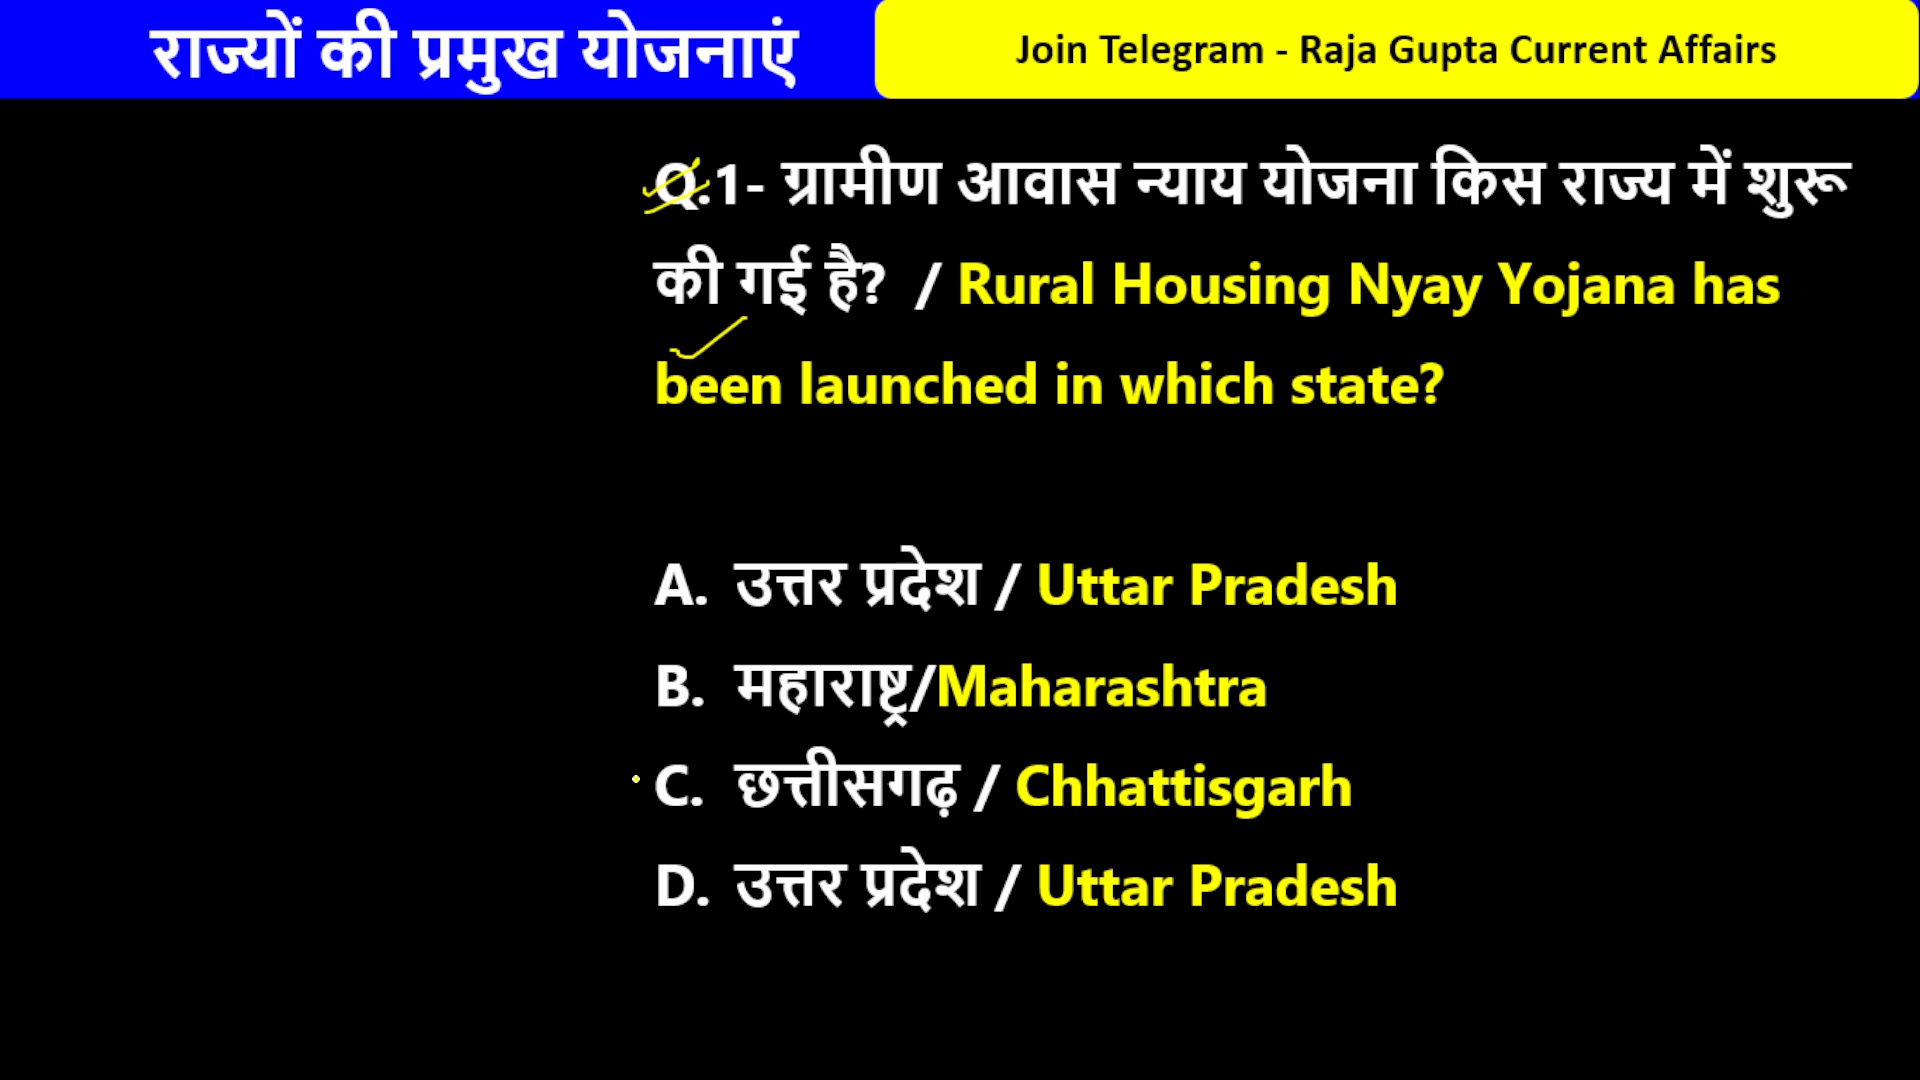 राज्यों की प्रमुख योजनाएं
Join Telegram - Raja Gupta Current Affairs
Q.1- ग्रामीण आवास न्याय योजना किस राज्य में शुरू
की गई है? / Rural Housing Nyay Yojana has
been launched in which state?
A. उत्तर प्रदेश / Uttar Pradesh
B. महाराष्ट्र/Maharashtra
C. छत्तीसगढ़ / Chhattisgarh
D. उत्तर प्रदेश / Uttar Pradesh